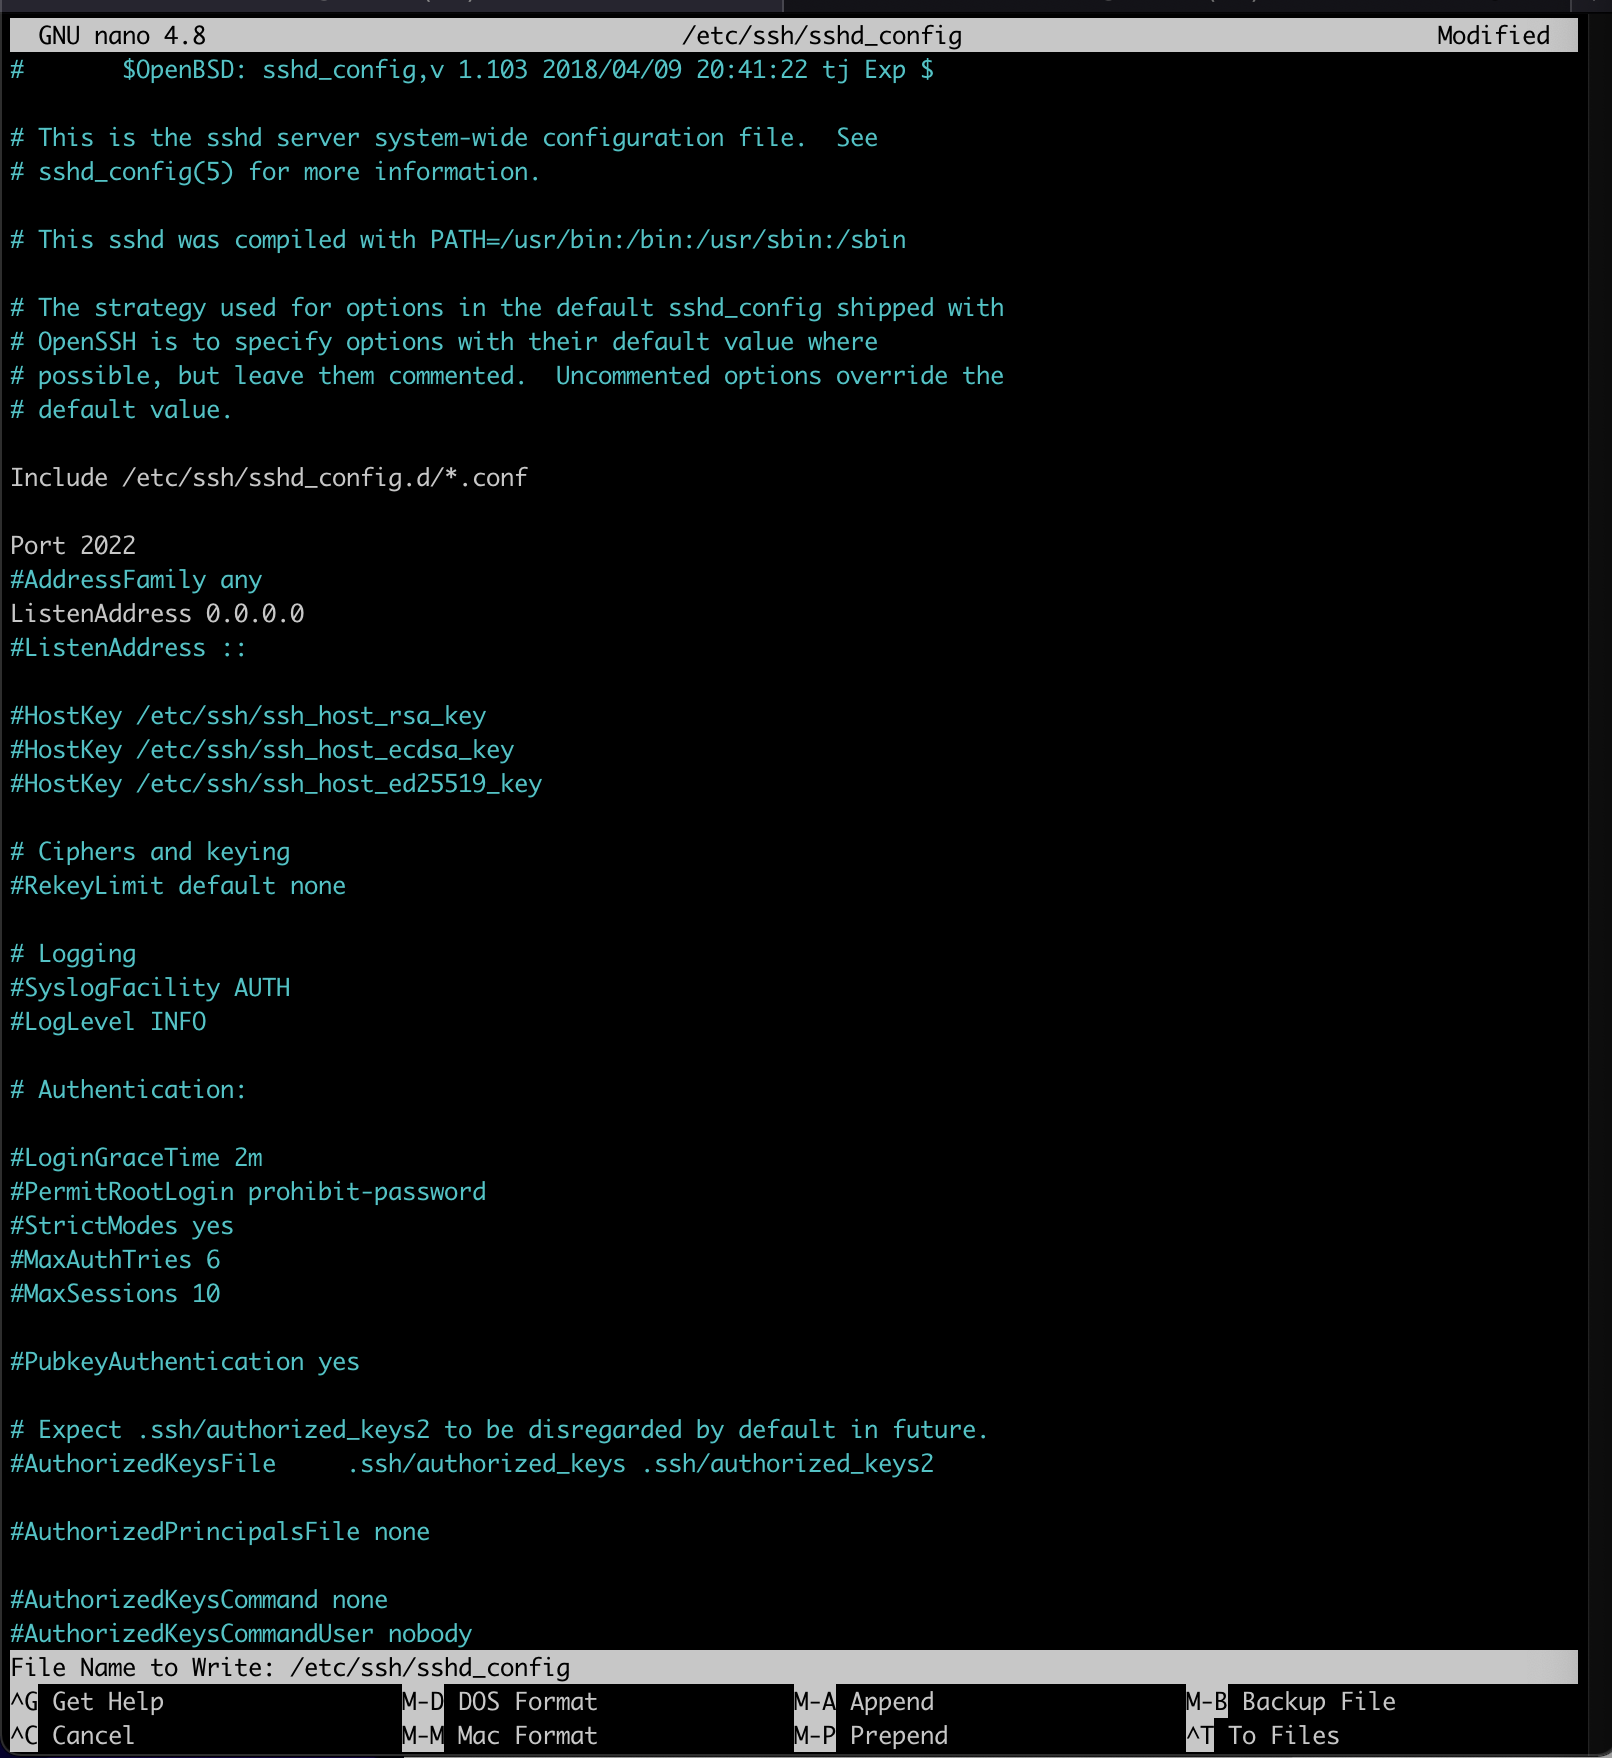 GNU nano 4.8 /etc/ssh/sshd_config Modified
# $OpenBSD: sshd_config,v 1.103 2018/04/09 20:41:22 tj Exp $
# This is the sshd server system-wide configuration file.  See
# sshd_config(5) for more information.
# This sshd was compiled with PATH=/usr/bin:/bin:/usr/sbin:/sbin
# The strategy used for options in the default sshd_config shipped with
# OpenSSH is to specify options with their default value where
# possible, but leave them commented.  Uncommented options override the
# default value.
Include /etc/ssh/sshd_config.d/*.conf
Port 2022
#AddressFamily any
ListenAddress 0.0.0.0
#ListenAddress ::
#HostKey /etc/ssh/ssh_host_rsa_key
#HostKey /etc/ssh/ssh_host_ecdsa_key
#HostKey /etc/ssh/ssh_host_ed25519_key
# Ciphers and keying
#RekeyLimit default none
# Logging
#SyslogFacility AUTH
#LogLevel INFO
# Authentication:
#LoginGraceTime 2m
#PermitRootLogin prohibit-password
#StrictModes yes
#MaxAuthTries 6
#MaxSessions 10
#PubkeyAuthentication yes
# Expect .ssh/authorized_keys2 to be disregarded by default in future.
#AuthorizedKeysFile     .ssh/authorized_keys .ssh/authorized_keys2
#AuthorizedPrincipalsFile none
#AuthorizedKeysCommand none
#AuthorizedKeysCommandUser nobody
File Name to Write: /etc/ssh/sshd_config
^G Get Help M-D DOS Format M-A Append M-B Backup File
^C Cancel M-M Mac Format M-P Prepend ^T To Files